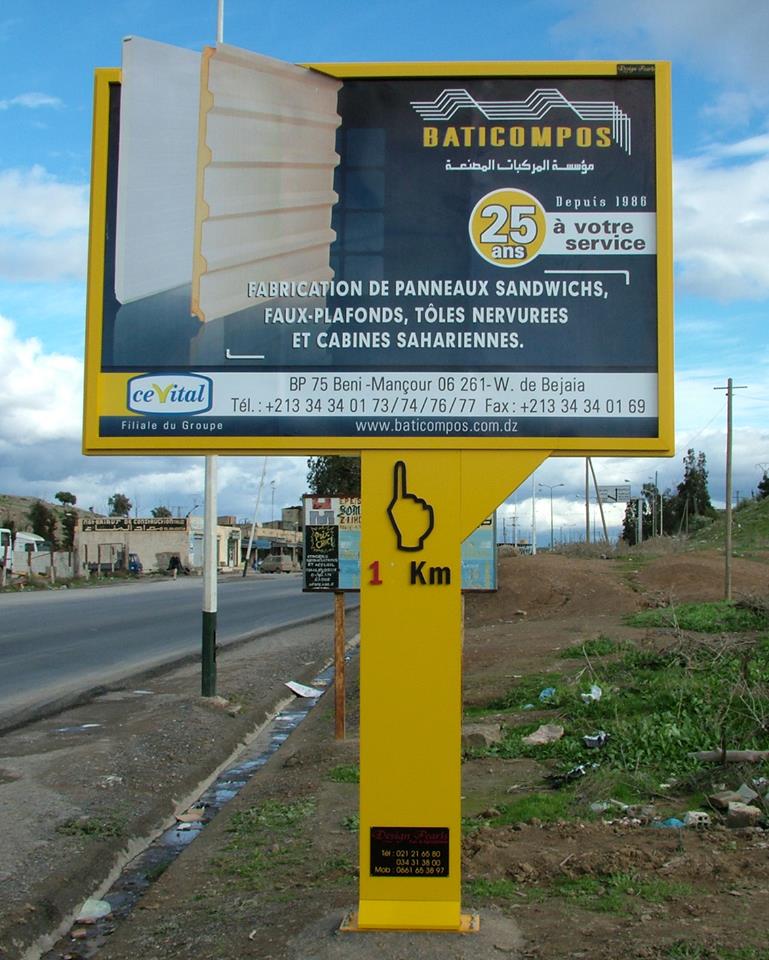 Design Pearls
BATICOMPOS
مؤسسة المركبات المصنعة
Depuis 1986
25 ans
à votre
service
FABRICATION DE PANNEAUX SANDWICHS,
FAUX-PLAFONDS, TÔLES NERVUREES
ET CABINES SAHARIENNES.
ceVital
Filiale du Groupe
BP 75 Beni -Mançour 06 261- W. de Bejaia
Tél. : +213 34 34 01 73/74/76/77 Fax : +213 34 34 01 69
www.baticompos.com.dz
1 Km
Design Pearls
Tél : 021 21 65 80
034 31 38 00
Mob : 0661 65 38 97